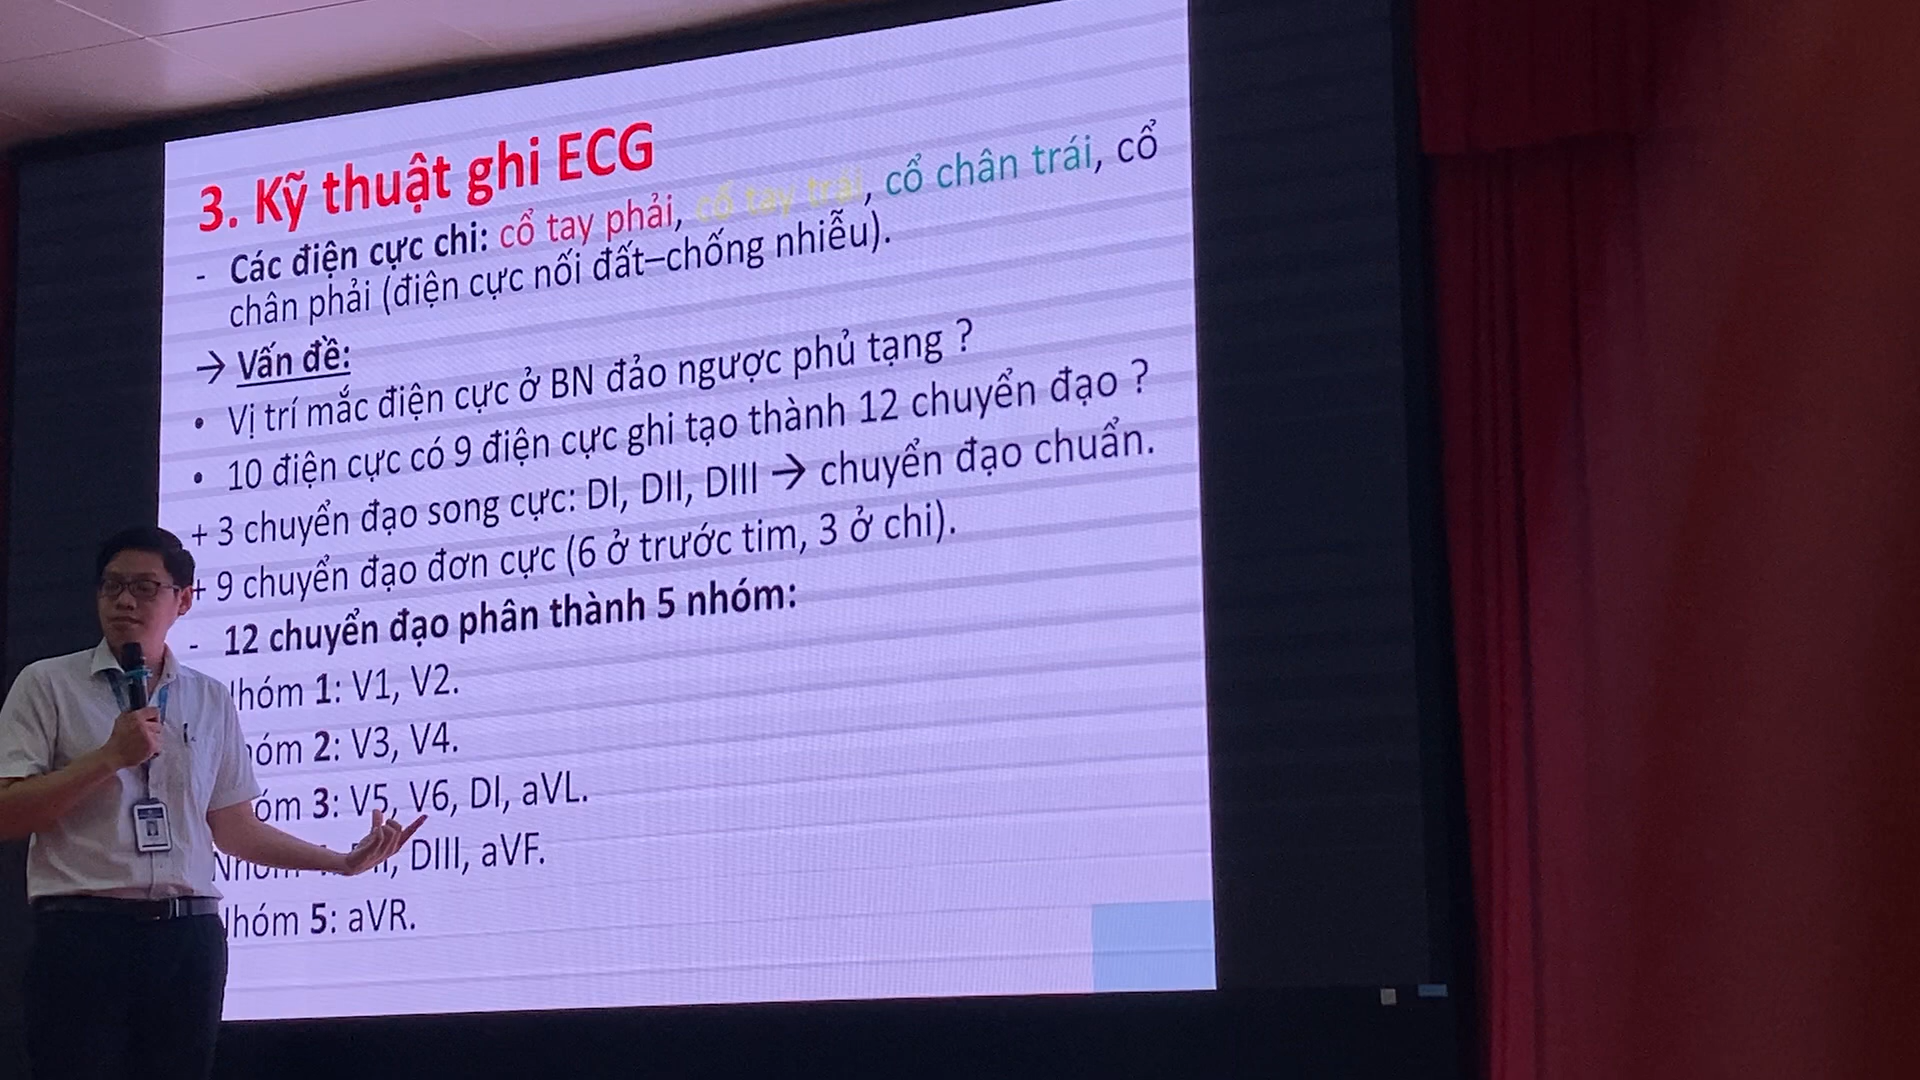 3. Kỹ thuật ghi ECG
- Các điện cực chi: cổ tay phải, cổ tay trái, cổ chân trái, cổ
chân phải (điện cực nối đất–chống nhiễu).
→ Vấn đề:
• Vị trí mắc điện cực ở BN đảo ngược phủ tạng ?
• 10 điện cực có 9 điện cực ghi tạo thành 12 chuyển đạo ?
+ 3 chuyển đạo song cực: DI, DII, DIII → chuyển đạo chuẩn.
+ 9 chuyển đạo đơn cực (6 ở trước tim, 3 ở chi).
- 12 chuyển đạo phân thành 5 nhóm:
hóm 1: V1, V2.
óm 2: V3, V4.
óm 3: V5, V6, DI, aVL.
DIII, aVF.
hóm 5: aVR.